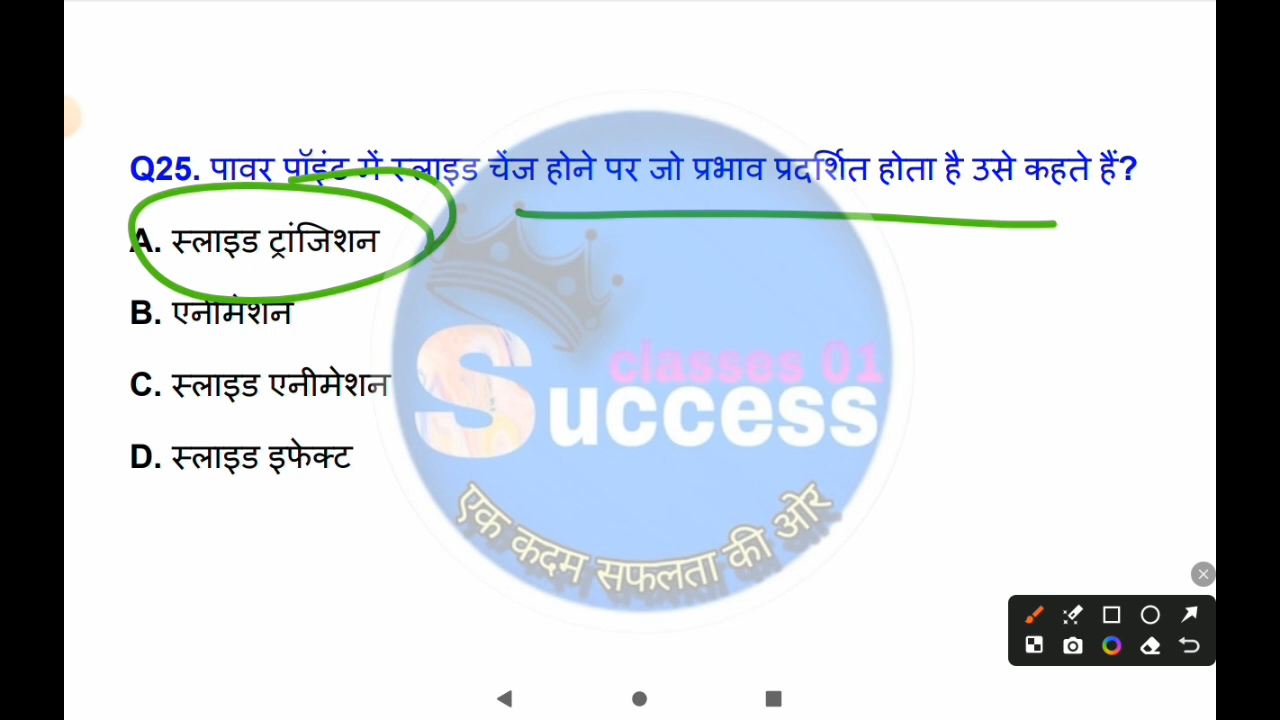 Q25. पावर पॉइंट में स्लाइड चेंज होने पर जो प्रभाव प्रदर्शित होता है उसे कहते हैं?
A. स्लाइड ट्रांजिशन
B. एनीमेशन
C. स्लाइड एनीमेशन
D. स्लाइड इफेक्ट
classes 01
Success
एक कदम सफलता की ओर